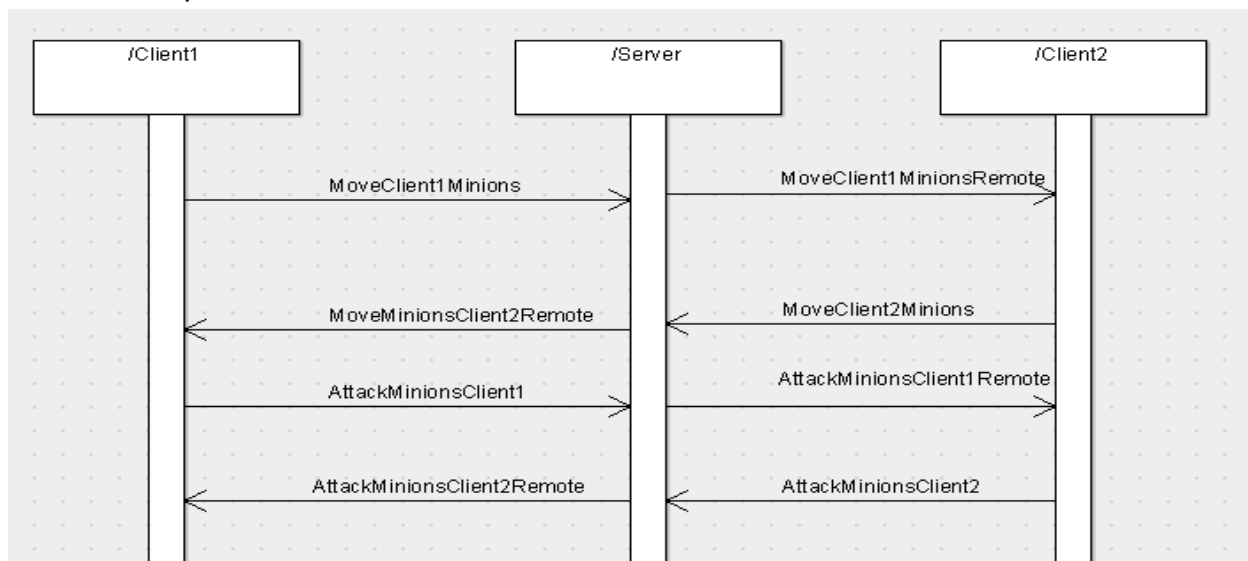 /Client1
/Server
/Client2
MoveClient1Minions
MoveClient1MinionsRemote
MoveMinionsClient2Remote
MoveClient2Minions
AttackMinionsClient1
AttackMinionsClient1Remote
AttackMinionsClient2Remote
AttackMinionsClient2